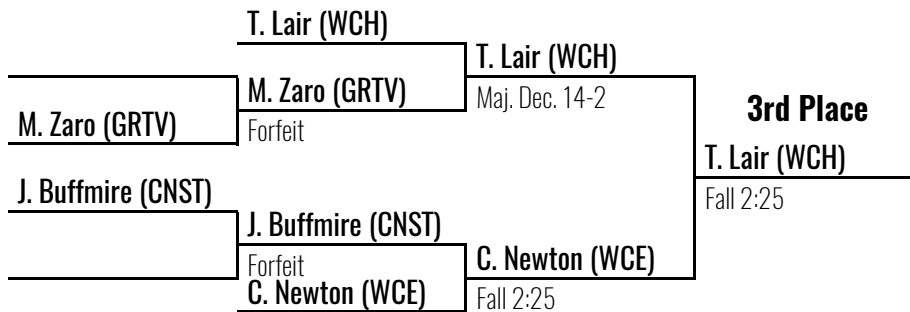 T. Lair (WCH)
T. Lair (WCH)
M. Zaro (GRTV)
Maj. Dec. 14-2
3rd Place
M. Zaro (GRTV)
Forfeit
T. Lair (WCH)
J. Buffmire (CNST)
Fall 2:25
J. Buffmire (CNST)
Forfeit
C. Newton (WCE)
C. Newton (WCE)
Fall 2:25